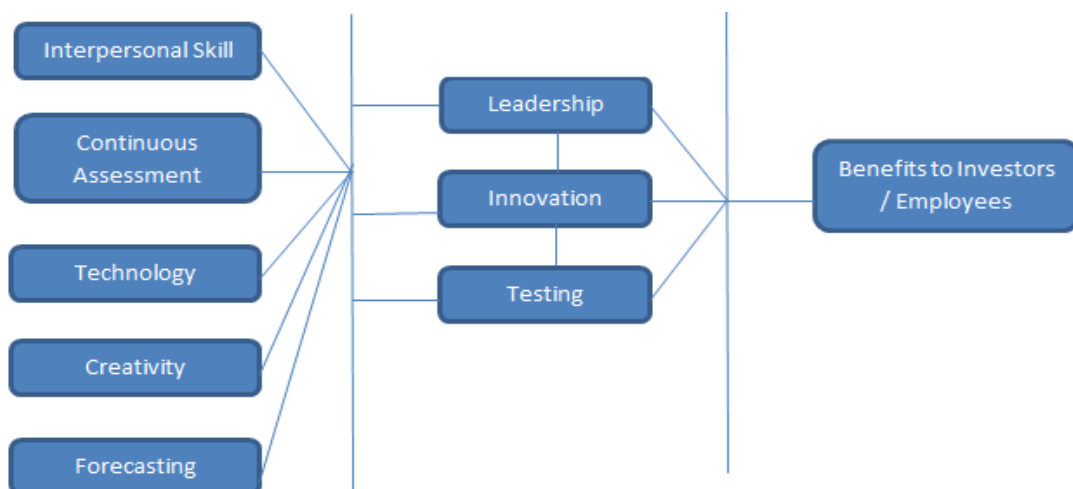 Interpersonal Skill
Continuous
Assessment
Technology
Creativity
Forecasting
Leadership
Innovation
Testing
Benefits to Investors
/ Employees